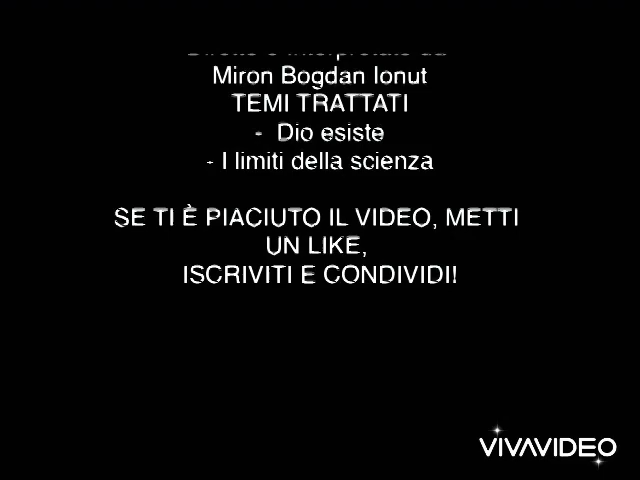 Miron Bogdan Ionut
TEMI TRATTATI
- Dio esiste
- I limiti della scienza
SE TI È PIACIUTO IL VIDEO, METTI
UN LIKE,
ISCRIVITI E CONDIVIDI!
VIVAVIDEO